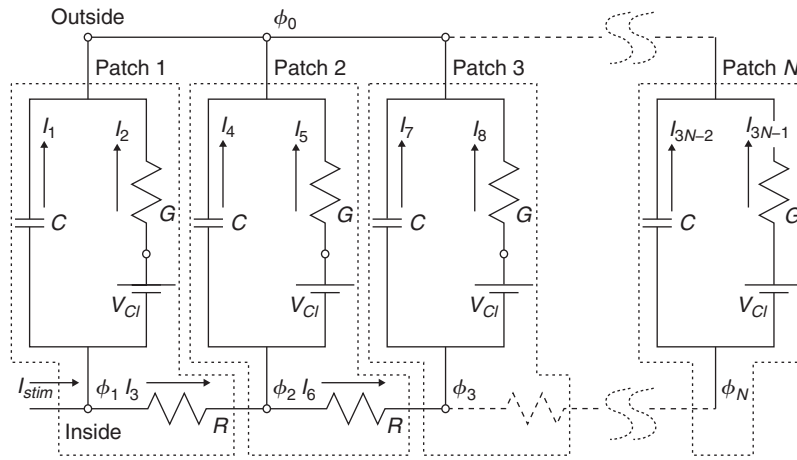 Outside
ϕ0
Patch 1 Patch 2 Patch 3 Patch N
I1 I2 I4 I5 I7 I8 I3N−2 I3N−1
C G C G C G C G
VCl VCl VCl VCl
Istim ϕ1 I3 ϕ2 I6 ϕ3 ϕN
Inside R R